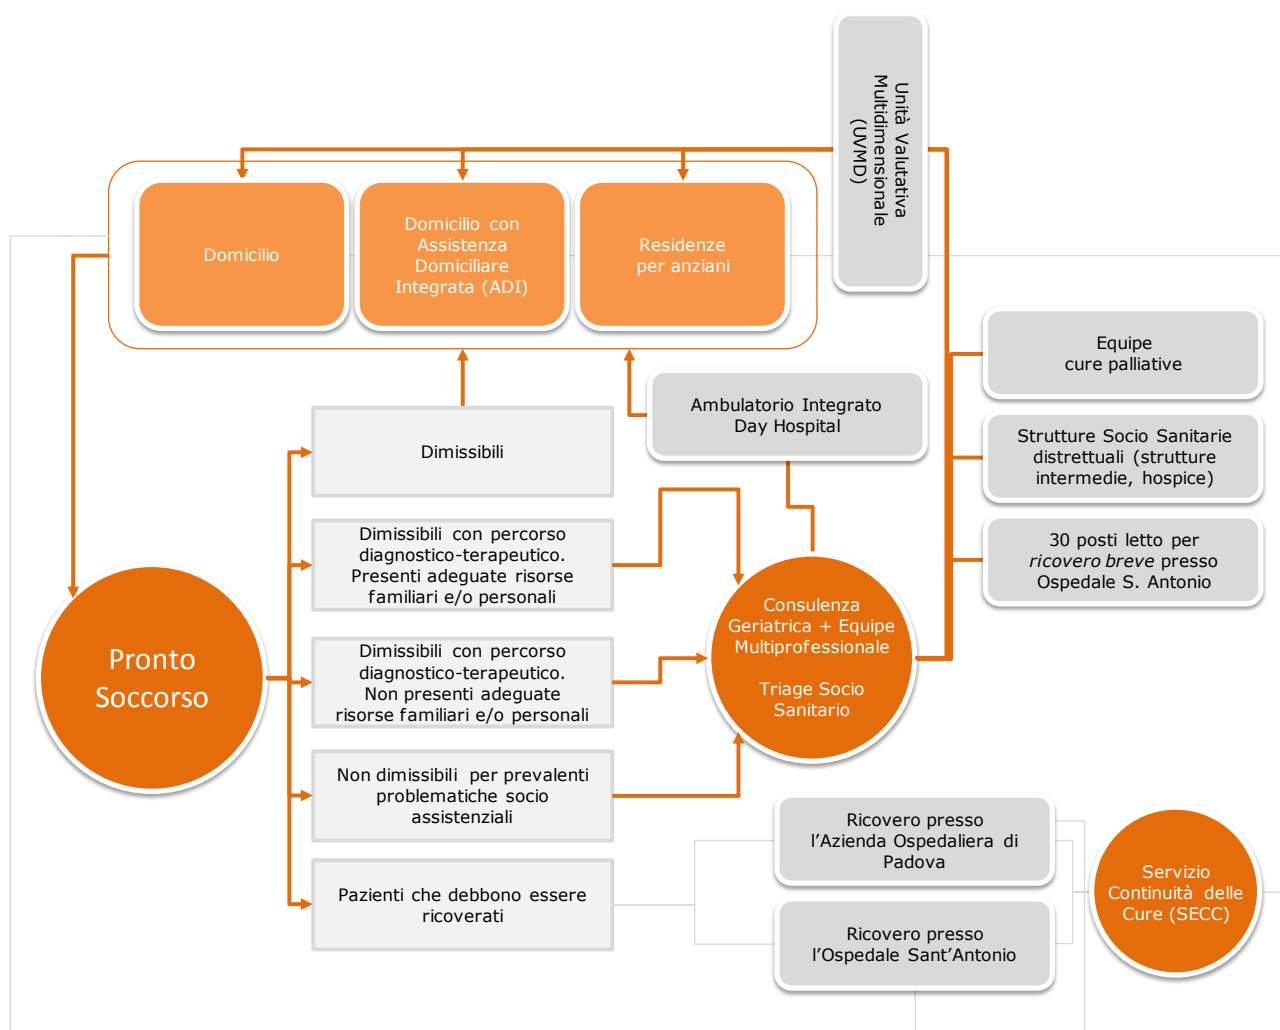 Unità Valutativa
Multidimensionale
(UVMD)
Domicilio
Domicilio con
Assistenza
Domiciliare
Integrata (ADI)
Residenze
per anziani
Equipe
cure palliative
Ambulatorio Integrato
Day Hospital
Strutture Socio Sanitarie
distrettuali (strutture
intermedie, hospice)
30 posti letto per
ricovero breve presso
Ospedale S. Antonio
Dimissibili
Dimissibili con percorso
diagnostico-terapeutico.
Presenti adeguate risorse
familiari e/o personali
Pronto
Soccorso
Dimissibili con percorso
diagnostico-terapeutico.
Non presenti adeguate
risorse familiari e/o personali
Consulenza
Geriatrica + Equipe
Multiprofessionale
Triage Socio
Sanitario
Non dimissibili per prevalenti
problematiche socio
assistenziali
Pazienti che debbono essere
ricoverati
Ricovero presso
l'Azienda Ospedaliera di
Padova
Ricovero presso
l'Ospedale Sant'Antonio
Servizio
Continuità delle
Cure (SECC)